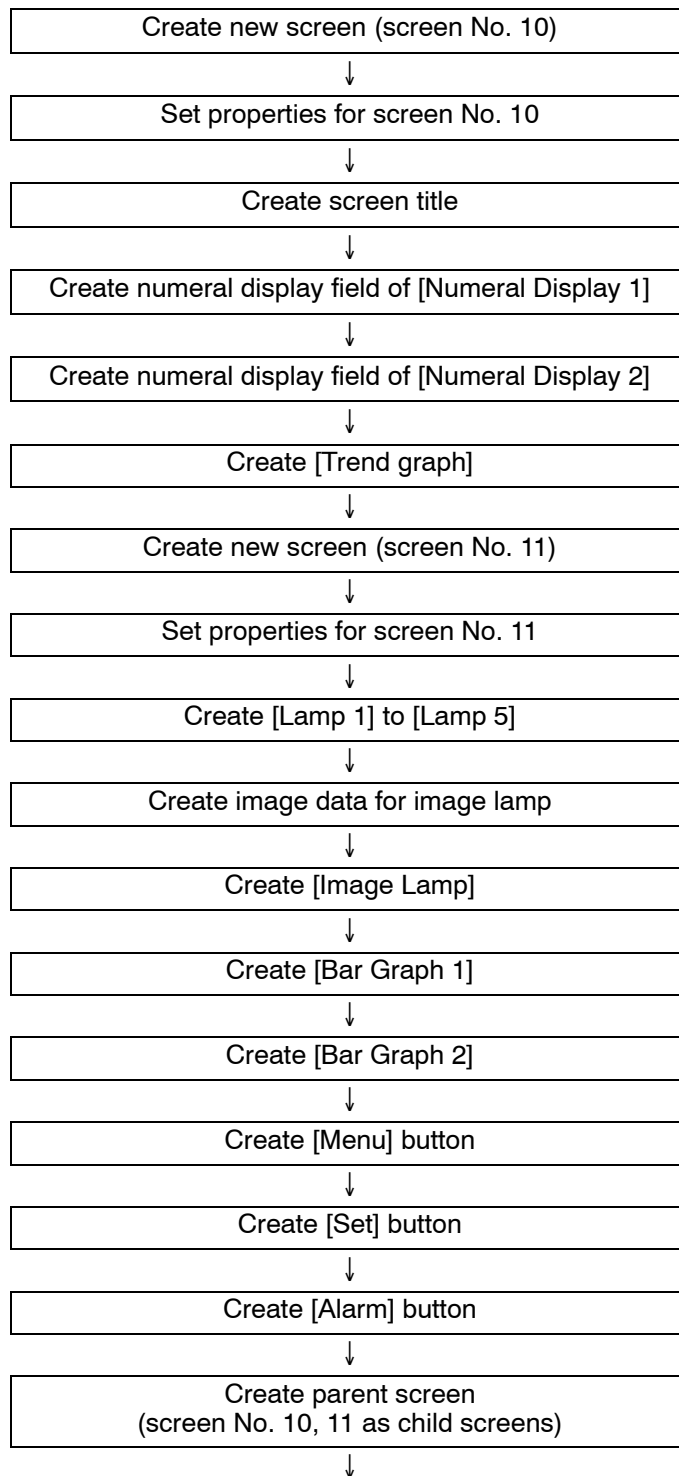 Create new screen (screen No. 10)
↓
Set properties for screen No. 10
↓
Create screen title
↓
Create numeral display field of [Numeral Display 1]
↓
Create numeral display field of [Numeral Display 2]
↓
Create [Trend graph]
↓
Create new screen (screen No. 11)
↓
Set properties for screen No. 11
↓
Create [Lamp 1] to [Lamp 5]
↓
Create image data for image lamp
↓
Create [Image Lamp]
↓
Create [Bar Graph 1]
↓
Create [Bar Graph 2]
↓
Create [Menu] button
↓
Create [Set] button
↓
Create [Alarm] button
↓
Create parent screen
(screen No. 10, 11 as child screens)
↓